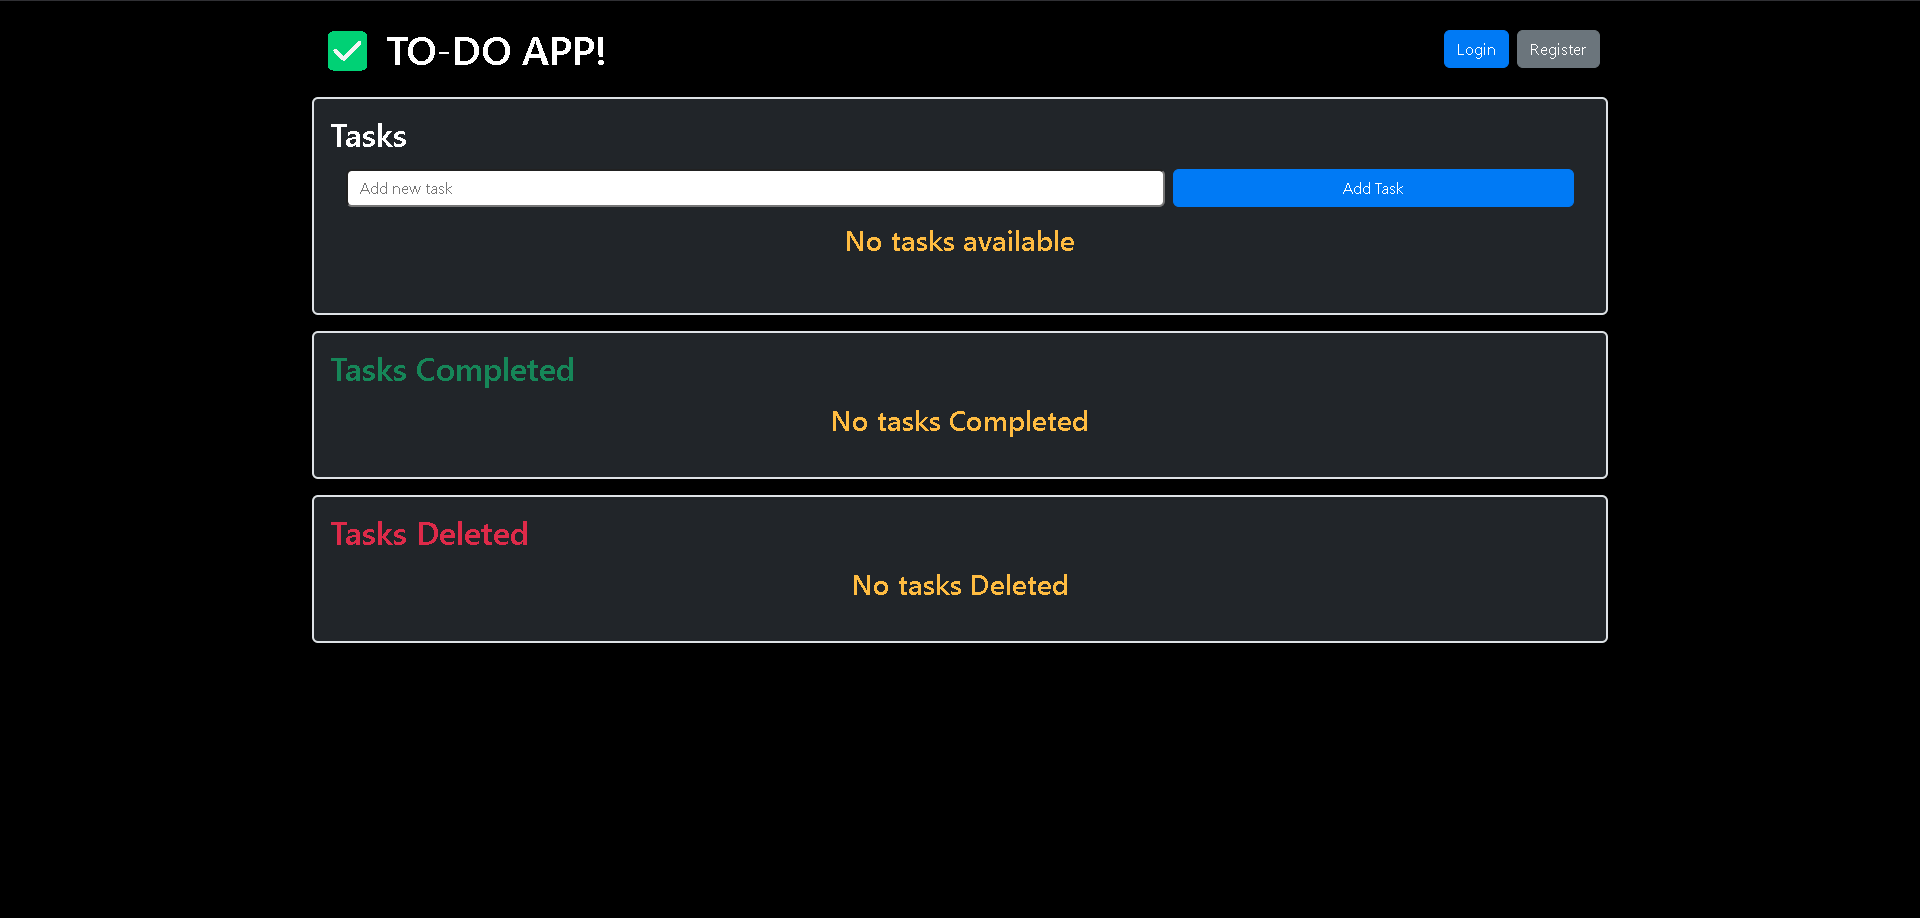 TO-DO APP!
Login
Register
Tasks
Add new task
Add Task
No tasks available
Tasks Completed
No tasks Completed
Tasks Deleted
No tasks Deleted